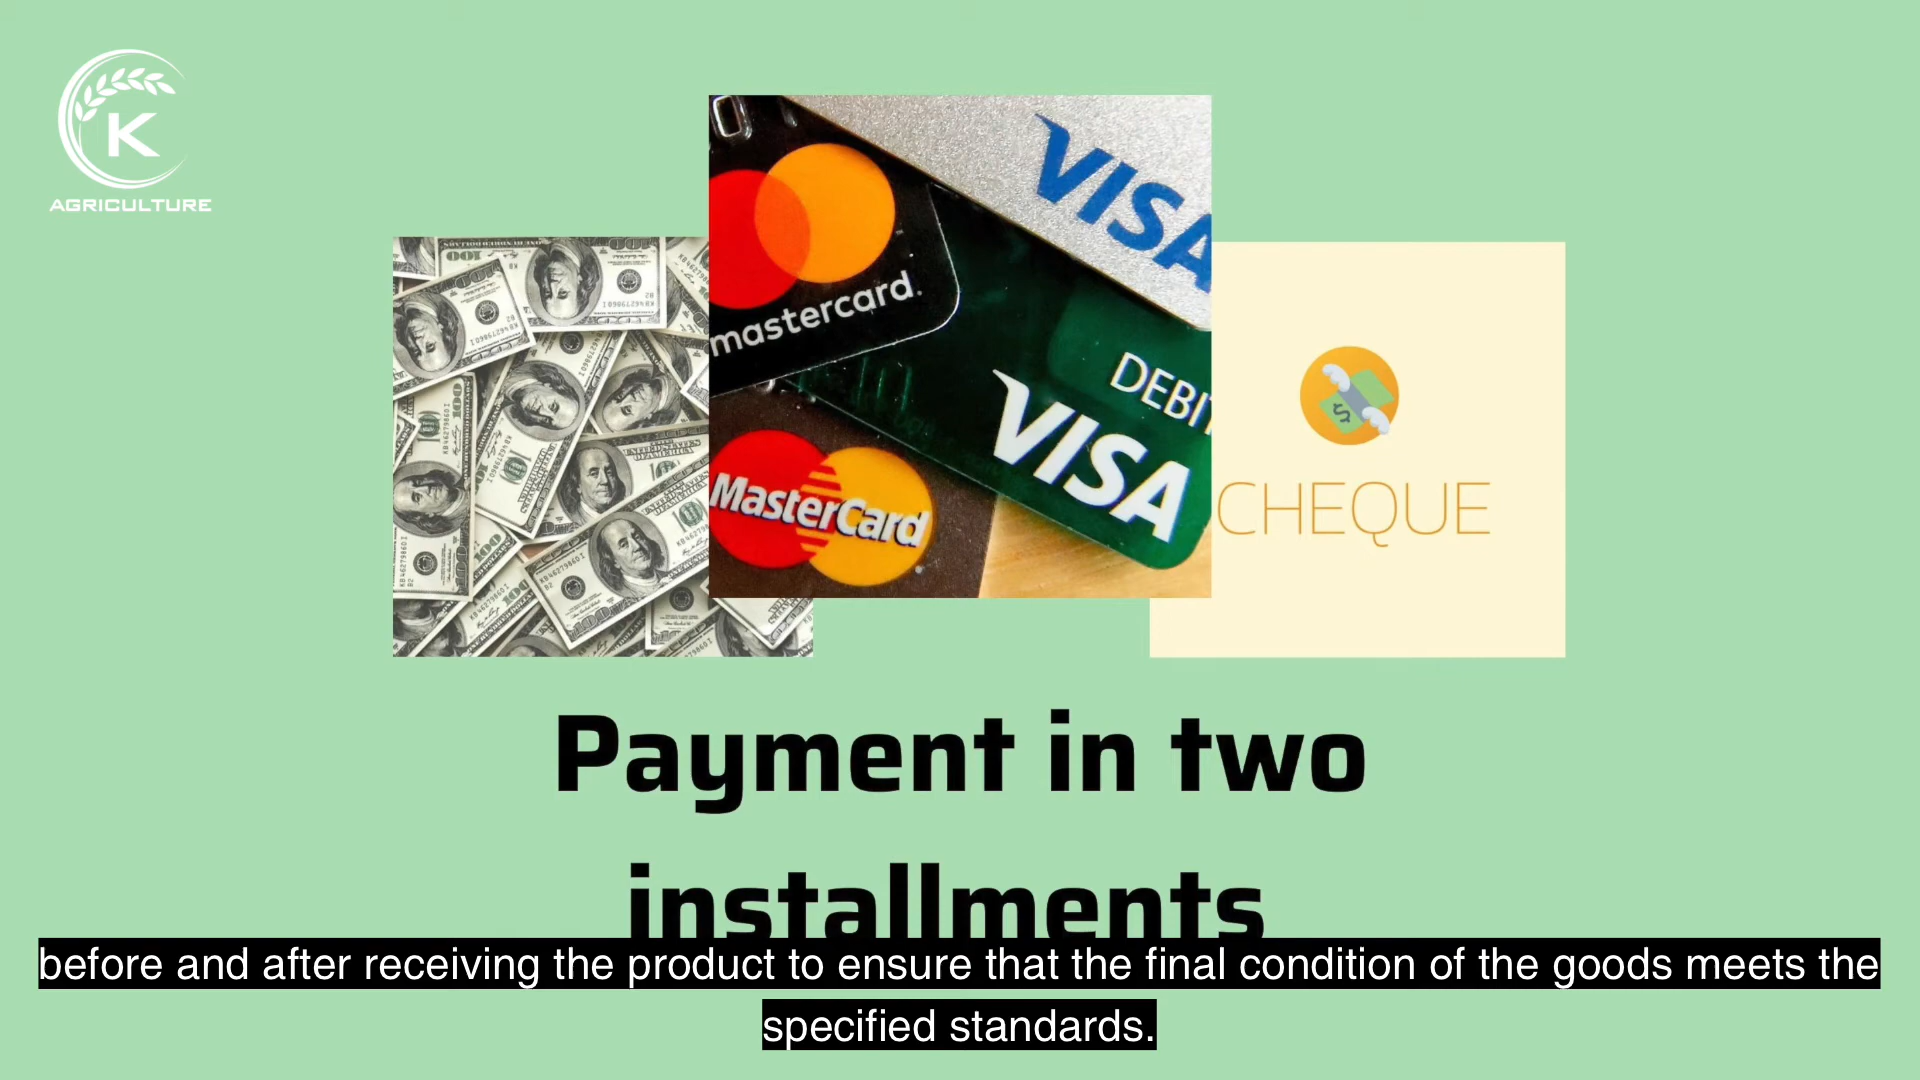 K
AGRICULTURE
VISA
mastercard.
DEBIT
VISA
MasterCard
CHEQUE
Payment in two
installments
before and after receiving the product to ensure that the final condition of the goods meets the
specified standards.